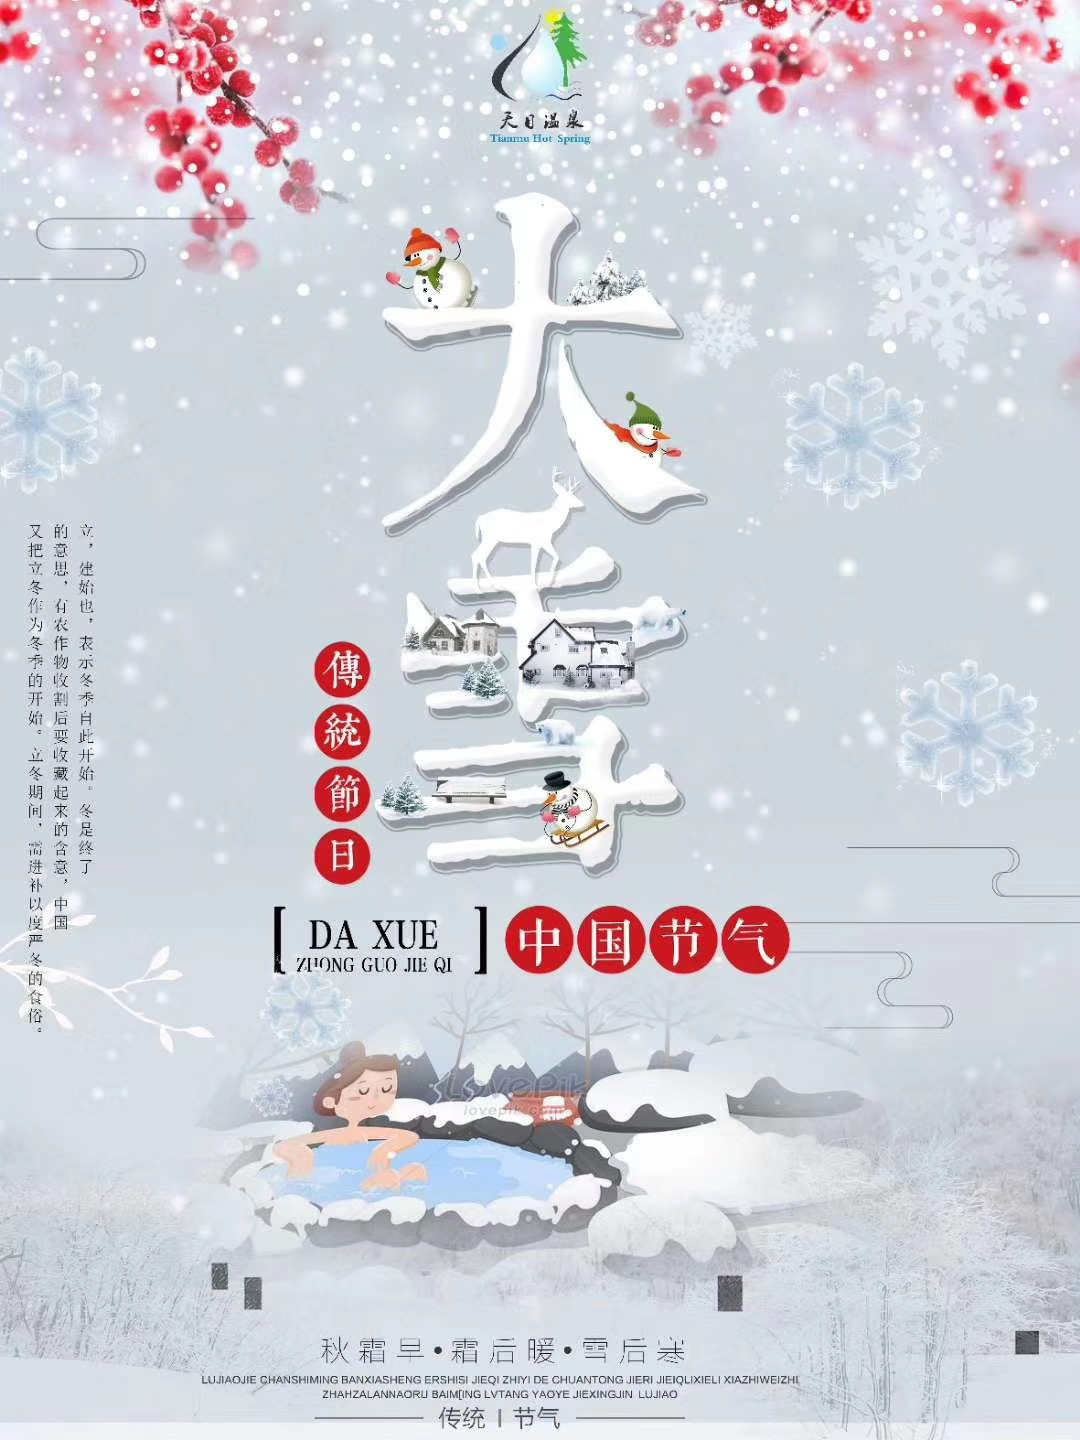 天目温泉
Tianmu Hot Spring
大雪
傳統節日
立，建始也，表示冬季自此开始。冬是终了
的意思，有农作物收割后要收藏起来的含意，中国
又把立冬作为冬季的开始。立冬期间，需进补以度严冬的食俗。
[ DA XUE ]
ZHONG GUO JIE QI
中国节气
LovePik
lovepik.com
秋霜早·霜后暖·雪后寒
LUJIAOJIE CHANSHIMING BANXIASHENG ERSHISI JIEQI ZHIYI DE CHUANTONG JIERI JIEIQLIXIELI XIAZHIWEIZHI
ZHAHZALANNAORU BAIM[ING LVTANG YAOYE JIEXINGJIN LUJIAO
传统 | 节气